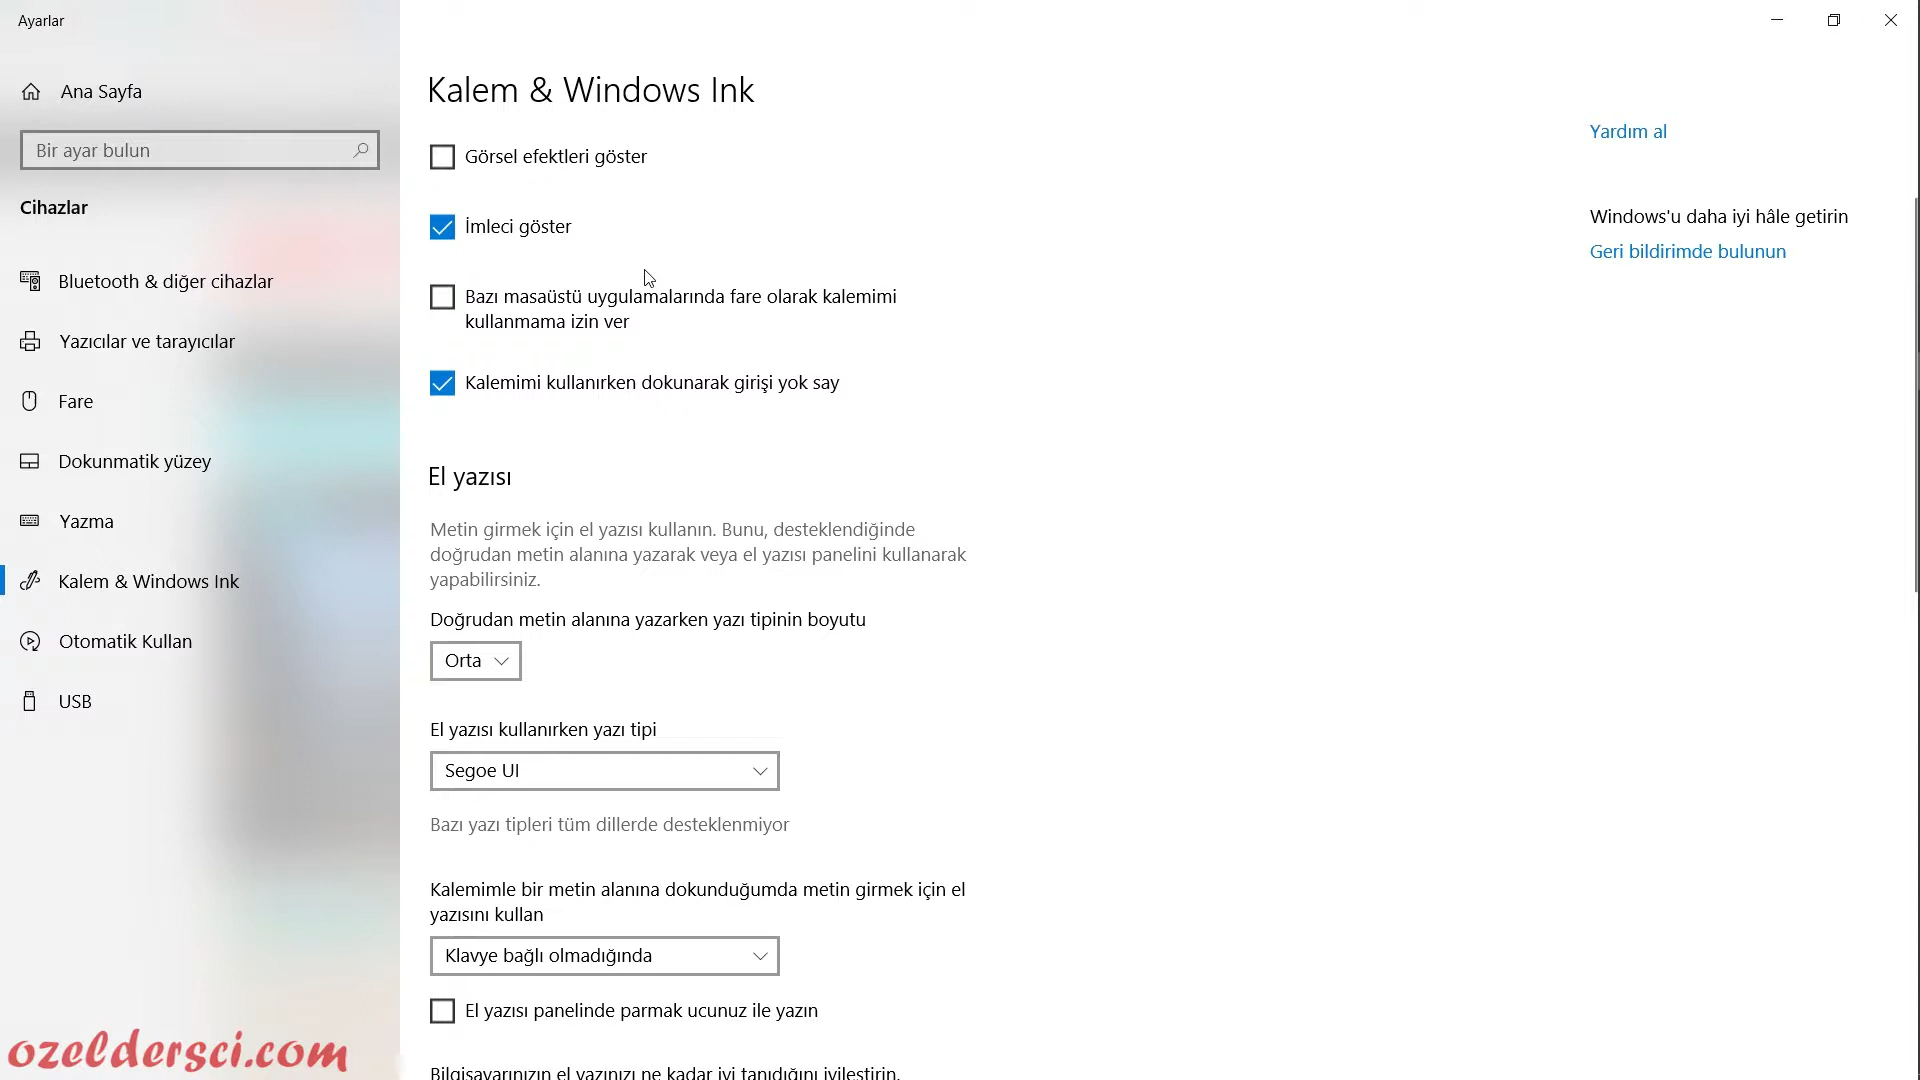 Ayarlar
Ana Sayfa
Bir ayar bulun
Cihazlar
Bluetooth & diğer cihazlar
Yazıcılar ve tarayıcılar
Fare
Dokunmatik yüzey
Yazma
Kalem & Windows Ink
Otomatik Kullan
USB
ozeldersci.com
Kalem & Windows Ink
Görsel efektleri göster
İmleci göster
Bazı masaüstü uygulamalarında fare olarak kalemimi
kullanmama izin ver
Kalemimi kullanırken dokunarak girişi yok say
El yazısı
Metin girmek için el yazısı kullanın. Bunu, desteklendiğinde
doğrudan metin alanına yazarak veya el yazısı panelini kullanarak
yapabilirsiniz.
Doğrudan metin alanına yazarken yazı tipinin boyutu
Orta
El yazısı kullanırken yazı tipi
Segoe UI
Bazı yazı tipleri tüm dillerde desteklenmiyor
Kalemimle bir metin alanına dokunduğumda metin girmek için el
yazısını kullan
Klavye bağlı olmadığında
El yazısı panelinde parmak ucunuz ile yazın
Bilgisayarınızın el yazınızı ne kadar iyi tanıdığını iyileştirin.
Yardım al
Windows'u daha iyi hâle getirin
Geri bildirimde bulunun